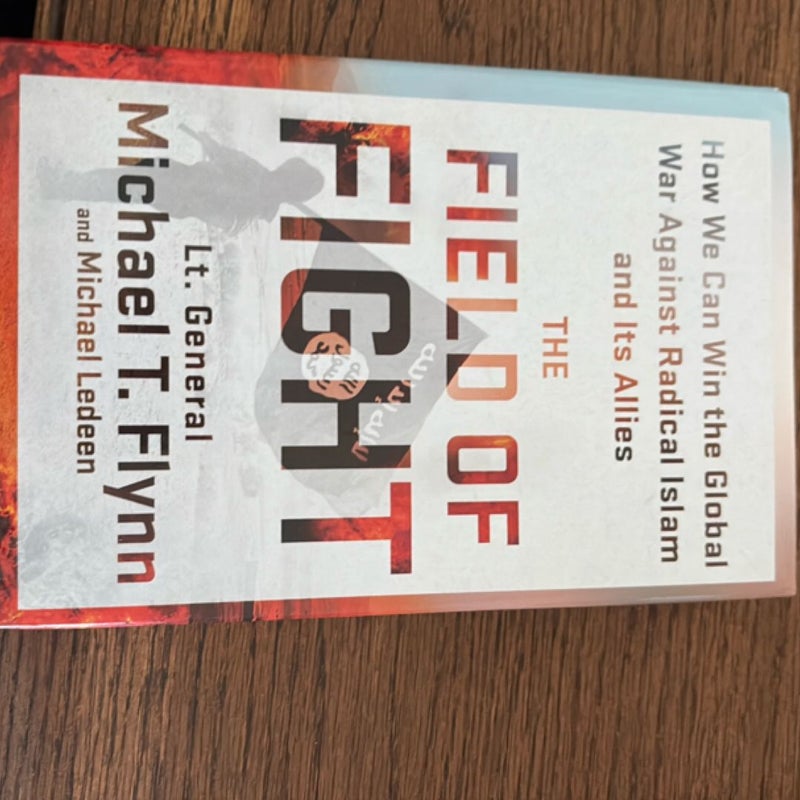 How We Can Win the Global
War Against Radical Islam
and Its Allies
THE
FIELD OF
FIGHT
Lt. General
Michael T. Flynn
and Michael Ledeen